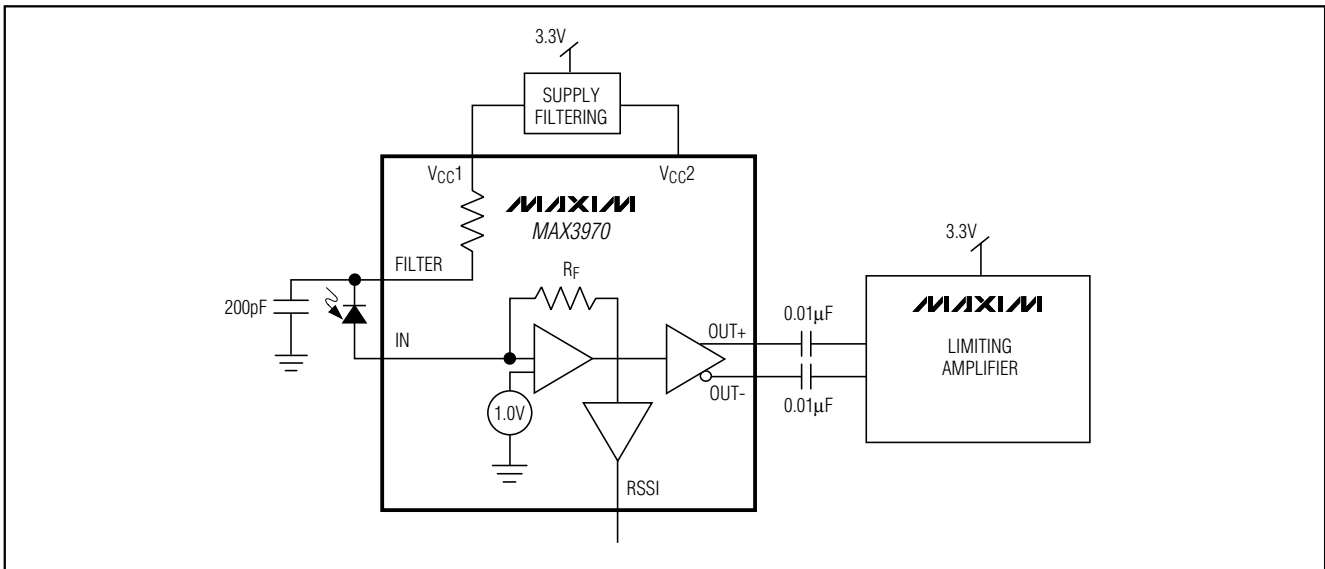 3.3V
SUPPLY
FILTERING
VCC1
VCC2
MAXIM
MAX3970
FILTER
RF
200pF
IN
1.0V
OUT+
OUT-
RSSI
0.01μF
0.01μF
3.3V
MAXIM
LIMITING
AMPLIFIER